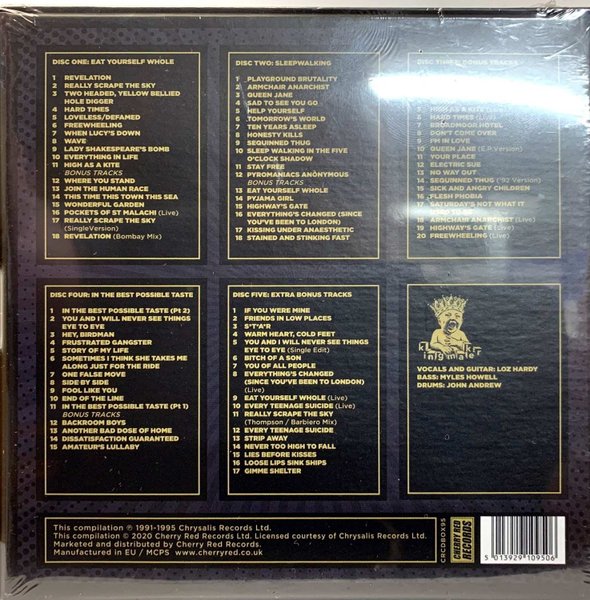 DISC ONE: EAT YOURSELF WHOLE
1 REVELATION
2 REALLY SCRAPE THE SKY
3 TWO HEADED, YELLOW BELLIED
HOLE DIGGER
4 HARD TIMES
5 LOVELESS/DEFAMED
6 FREEWHEELING
7 WHEN LUCY'S DOWN
8 WAVE
9 LADY SHAKESPEARE'S BOMB
10 EVERYTHING IN LIFE
11 HIGH AS A KITE
BONUS TRACKS
12 WHERE YOU STAND
13 JOIN THE HUMAN RACE
14 THIS TIME THIS TOWN THIS SEA
15 WONDERFUL GARDEN
16 POCKETS OF ST MALACHI (Live)
17 REALLY SCRAPE THE SKY
(Single Version)
18 REVELATION (Bombay Mix)
DISC TWO: SLEEPWALKING
1 PLAYGROUND BRUTALITY
2 ARMCHAIR ANARCHIST
3 QUEEN JANE
4 SAD TO SEE YOU GO
5 HELP YOURSELF
6 TOMORROW'S WORLD
7 TEN YEARS ASLEEP
8 HONESTY KILLS
9 SEQUINNED THUG
10 SLEEP WALKING IN THE FIVE
O'CLOCK SHADOW
11 STAY FREE
12 PYROMANIACS ANONYMOUS
BONUS TRACKS
13 EAT YOURSELF WHOLE
14 PYJAMA GIRL
15 HIGHWAY'S GATE
16 EVERYTHING'S CHANGED (SINCE
YOU'VE BEEN TO LONDON)
17 KISSING UNDER ANAESTHETIC
18 STAINED AND STINKING FAST
DISC THREE: BONUS TRACKS
HIGH AS A KITE (Live)
6 HARD TIMES (Live)
7 BROADMOOR HOTEL
8 DON'T COME OVER
9 I'M IN LOVE
10 QUEEN JANE (E.P. Version)
11 YOUR PLACE
12 ELECTRIC SUE
13 NO WAY OUT
14 SEQUINNED THUG ('92 Version)
15 SICK AND ANGRY CHILDREN
16 FLESH PHOBIA
17 SATURDAY'S NOT WHAT IT
USED TO BE
18 ARMCHAIR ANARCHIST (Live)
19 HIGHWAY'S GATE (Live)
20 FREEWHEELING (Live)
DISC FOUR: IN THE BEST POSSIBLE TASTE
1 IN THE BEST POSSIBLE TASTE (Pt 2)
2 YOU AND I WILL NEVER SEE THINGS
EYE TO EYE
3 HEY, BIRDMAN
4 FRUSTRATED GANGSTER
5 STORY OF MY LIFE
6 SOMETIMES I THINK SHE TAKES ME
ALONG JUST FOR THE RIDE
7 ONE FALSE MOVE
8 SIDE BY SIDE
9 FOOL LIKE YOU
10 END OF THE LINE
11 IN THE BEST POSSIBLE TASTE (Pt 1)
BONUS TRACKS
12 BACKROOM BOYS
13 ANOTHER BAD DOSE OF HOME
14 DISSATISFACTION GUARANTEED
15 AMATEUR'S LULLABY
DISC FIVE: EXTRA BONUS TRACKS
1 IF YOU WERE MINE
2 FRIENDS IN LOW PLACES
3 S*T*A*R
4 WARM HEART, COLD FEET
5 YOU AND I WILL NEVER SEE THINGS
EYE TO EYE (Single Edit)
6 BITCH OF A SON
7 YOU OF ALL PEOPLE
8 EVERYTHING'S CHANGED
(SINCE YOU'VE BEEN TO LONDON)
(Live)
9 EAT YOURSELF WHOLE (Live)
10 EVERY TEENAGE SUICIDE (Live)
11 REALLY SCRAPE THE SKY
(Thompson / Barbiero Mix)
12 EVERY TEENAGE SUICIDE
13 STRIP AWAY
14 NEVER TOO HIGH TO FALL
15 LIES BEFORE KISSES
16 LOOSE LIPS SINK SHIPS
17 GIMME SHELTER
kingmaker
VOCALS AND GUITAR: LOZ HARDY
BASS: MYLES HOWELL
DRUMS: JOHN ANDREW
This compilation ℗ 1991-1995 Chrysalis Records Ltd.
This compilation © 2020 Cherry Red Records Ltd. Licensed courtesy of Chrysalis Records Ltd.
Marketed and distributed by Cherry Red Records.
Manufactured in EU / MCPS www.cherryred.co.uk
CRCDBOX95
CHERRY RED
RECORDS
5 013929 109506